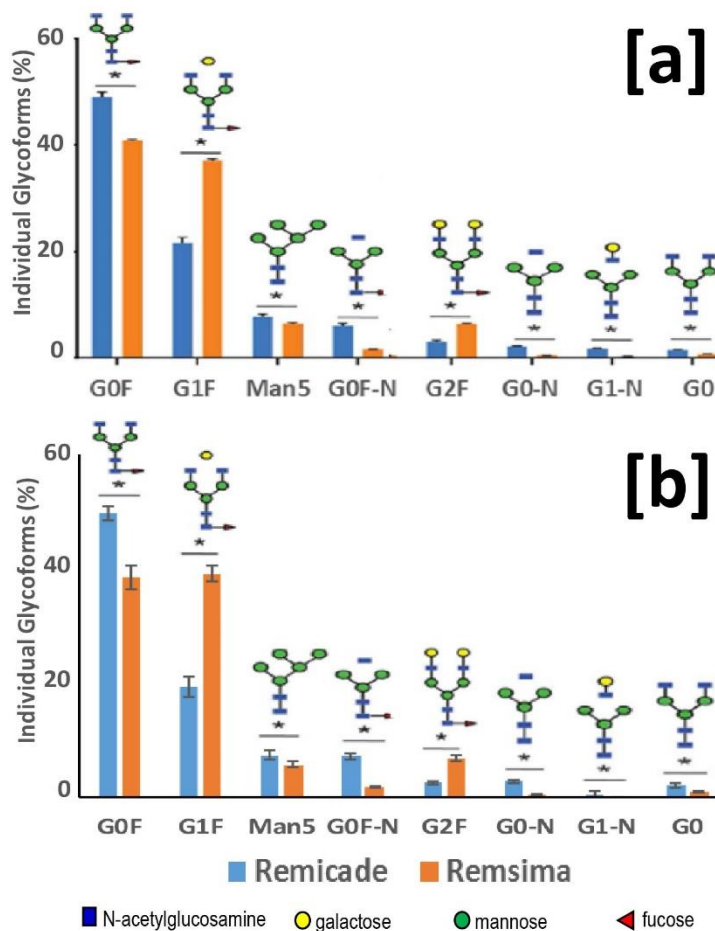 [a]
Individual Glycoforms (%)
60
40
20
0
* * * * * * * *
G0F G1F Man5 G0F-N G2F G0-N G1-N G0
[b]
Individual Glycoforms (%)
60
40
20
0
* * * * * * * *
G0F G1F Man5 G0F-N G2F G0-N G1-N G0
Remicade Remsima
N-acetylglucosamine galactose mannose fucose